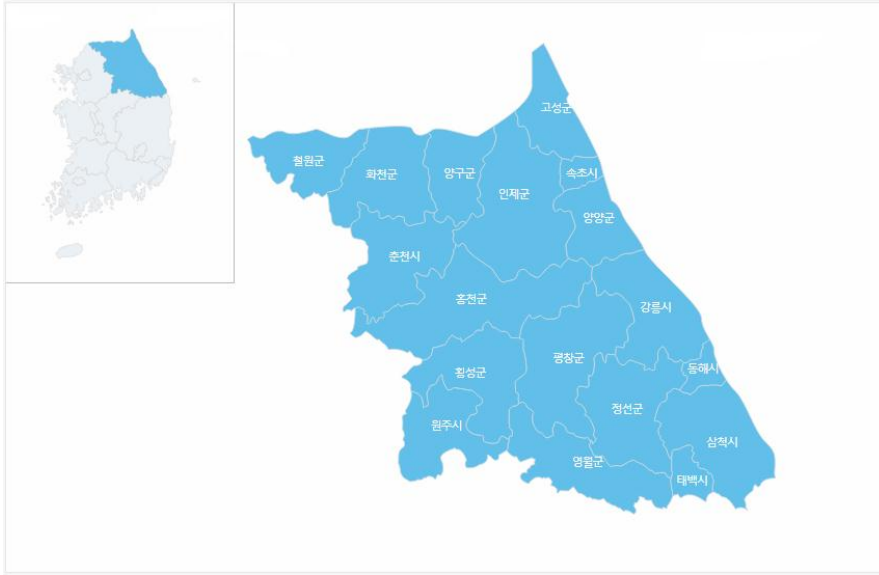 고성군
철원군
화천군
양구군
속초시
인제군
양양군
춘천시
홍천군
강릉시
평창군
동해시
횡성군
정선군
원주시
삼척시
영월군
태백시